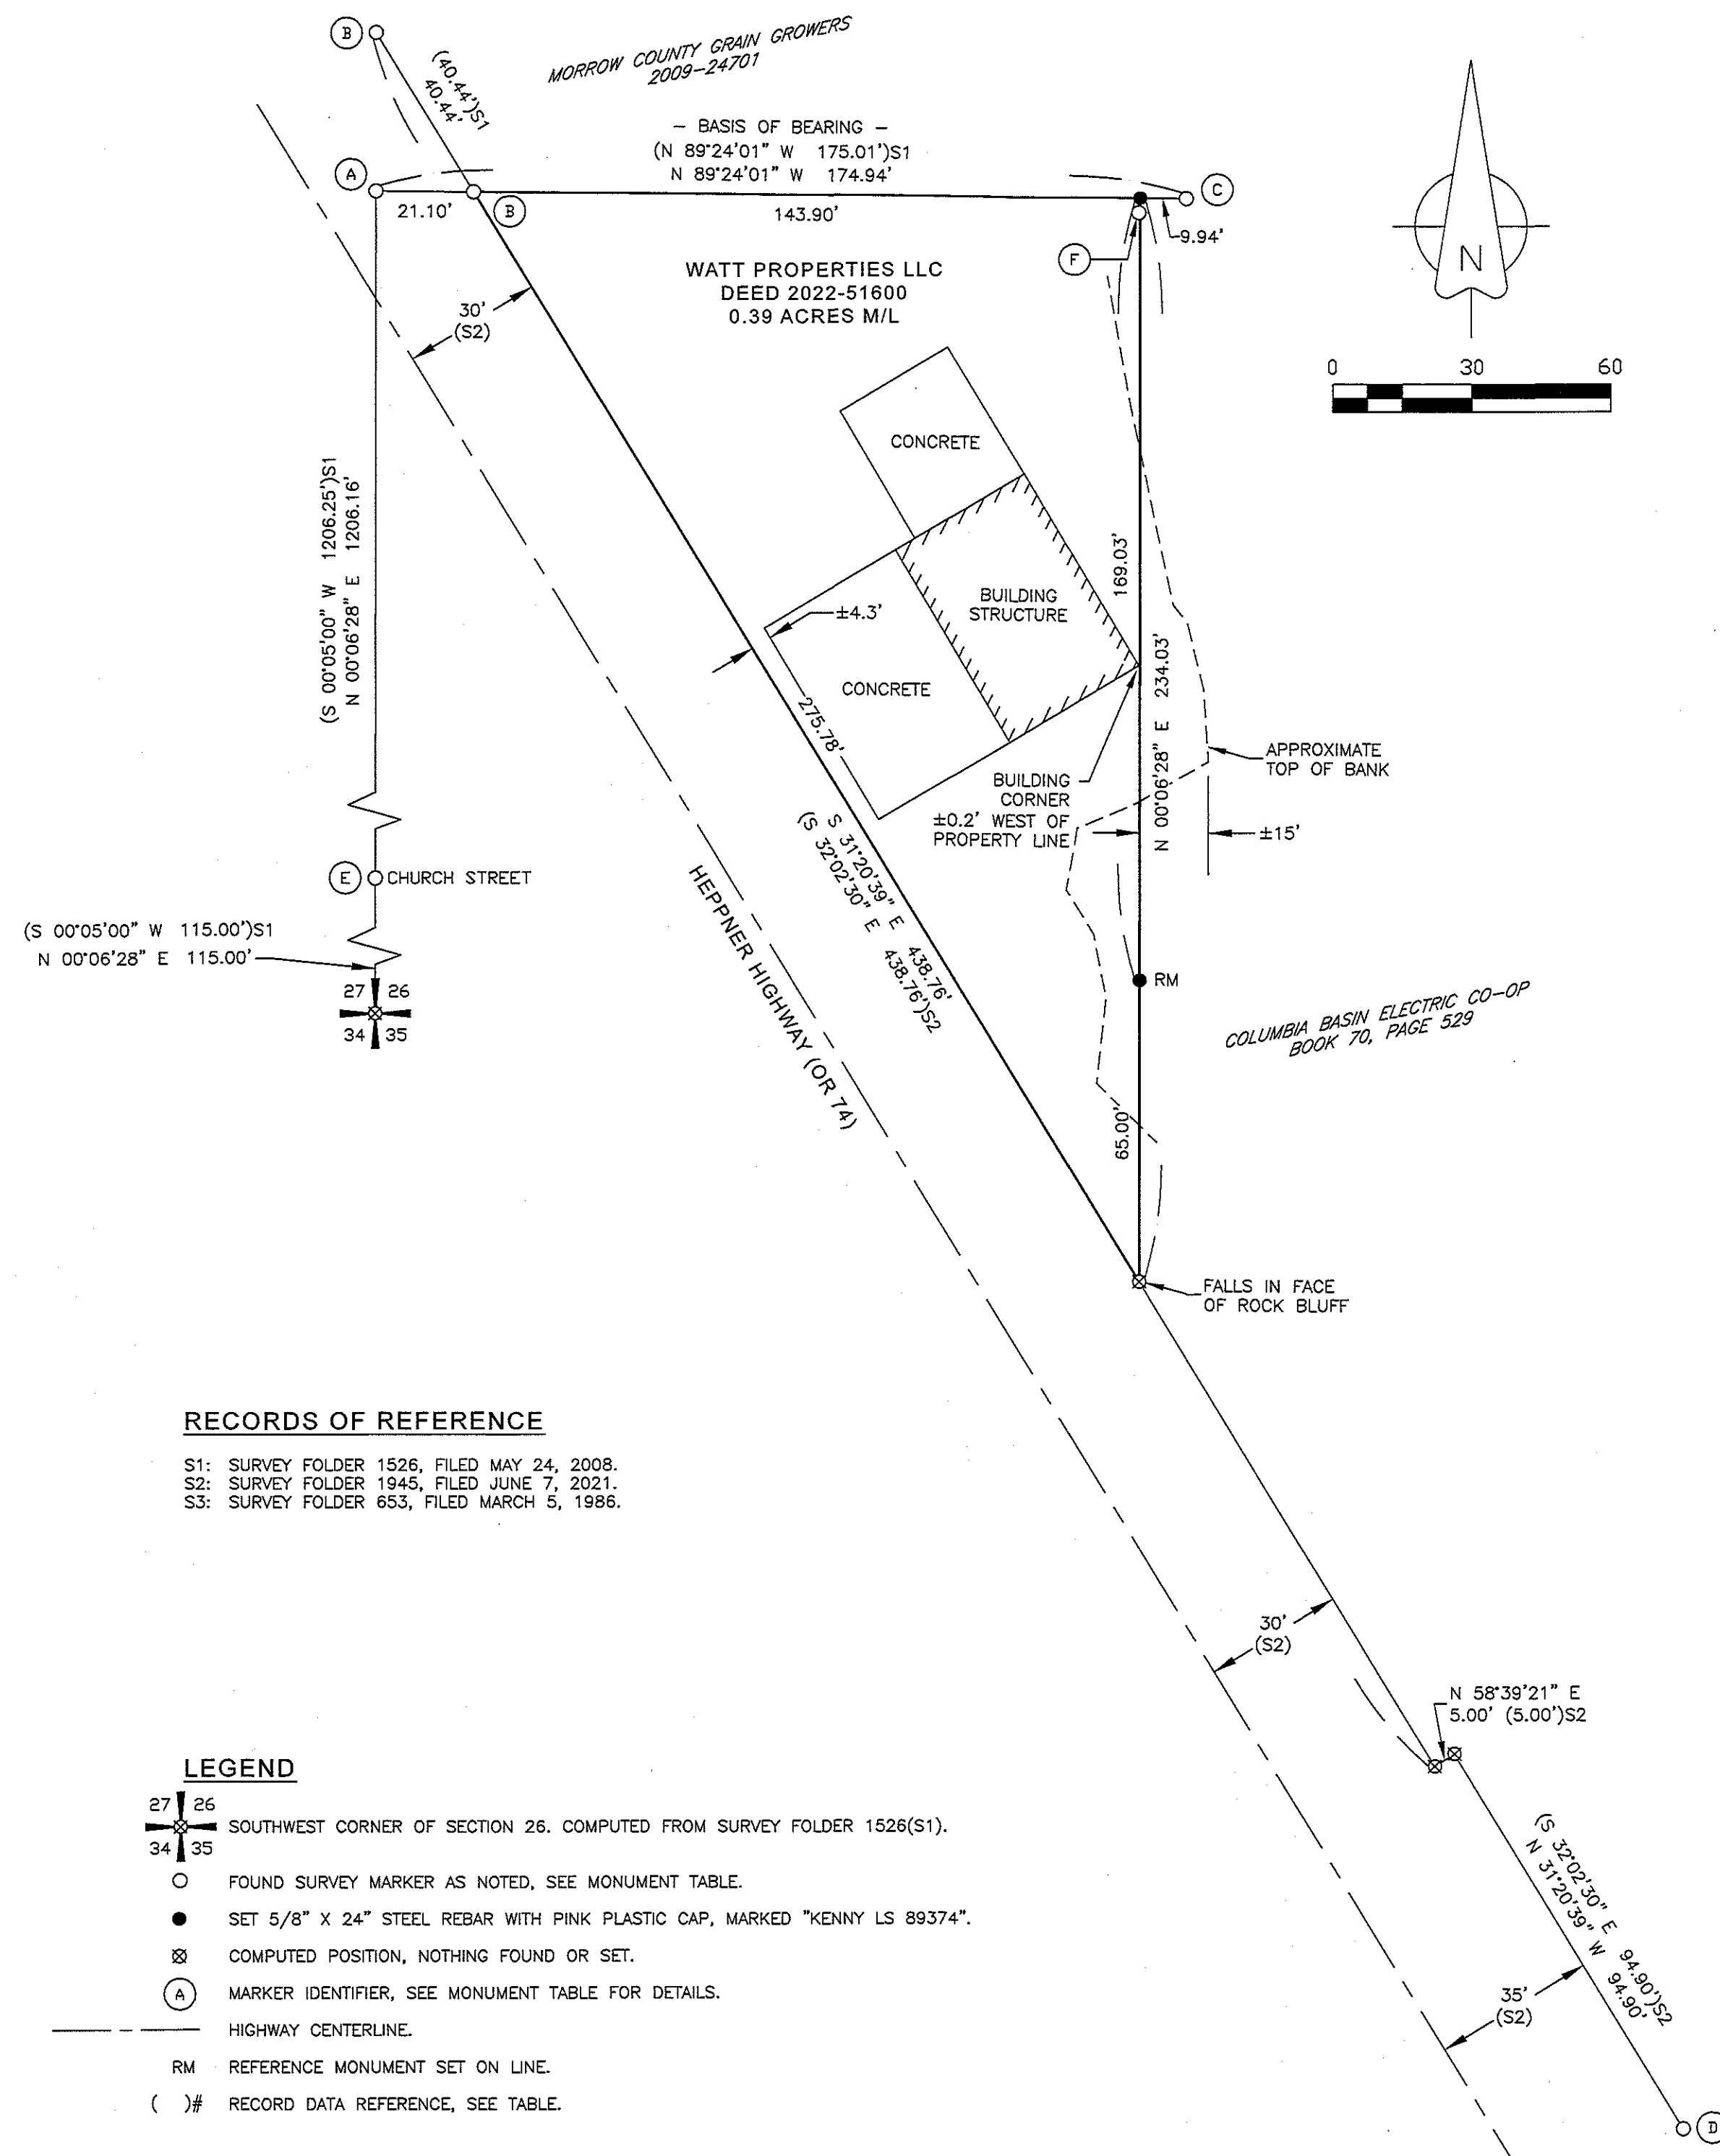 B
(40.44')S1
40.44'
MORROW COUNTY GRAIN GROWERS
2009-24701
- BASIS OF BEARING -
(N 89°24'01" W 175.01')S1
N 89°24'01" W 174.94'
A
C
21.10'
B
143.90'
9.94'
F
WATT PROPERTIES LLC
DEED 2022-51600
0.39 ACRES M/L
N
30'
(S2)
0 30 60
CONCRETE
(S 00°05'00" W 1206.25')S1
N 00°06'28" E 1206.16'
169.03'
BUILDING
STRUCTURE
±4.3'
CONCRETE
275.78'
N 00°06'28" E 234.03'
APPROXIMATE
TOP OF BANK
BUILDING
CORNER
±0.2' WEST OF
PROPERTY LINE
±15'
S 31°20'39" E 438.76'
(S 32°02'30" E 438.76')S2
HEPPNER HIGHWAY (OR 74)
E
CHURCH STREET
(S 00°05'00" W 115.00')S1
N 00°06'28" E 115.00'
27 26
34 35
RM
COLUMBIA BASIN ELECTRIC CO-OP
BOOK 70, PAGE 529
65.00'
FALLS IN FACE
OF ROCK BLUFF
RECORDS OF REFERENCE
S1: SURVEY FOLDER 1526, FILED MAY 24, 2008.
S2: SURVEY FOLDER 1945, FILED JUNE 7, 2021.
S3: SURVEY FOLDER 653, FILED MARCH 5, 1986.
30'
(S2)
N 58°39'21" E
5.00' (5.00')S2
(S 32°02'30" E 94.90')S2
N 31°20'39" W 94.90'
35'
(S2)
D
LEGEND
27 26
34 35
SOUTHWEST CORNER OF SECTION 26. COMPUTED FROM SURVEY FOLDER 1526(S1).
FOUND SURVEY MARKER AS NOTED, SEE MONUMENT TABLE.
SET 5/8" X 24" STEEL REBAR WITH PINK PLASTIC CAP, MARKED "KENNY LS 89374".
COMPUTED POSITION, NOTHING FOUND OR SET.
A MARKER IDENTIFIER, SEE MONUMENT TABLE FOR DETAILS.
HIGHWAY CENTERLINE.
RM REFERENCE MONUMENT SET ON LINE.
( )# RECORD DATA REFERENCE, SEE TABLE.